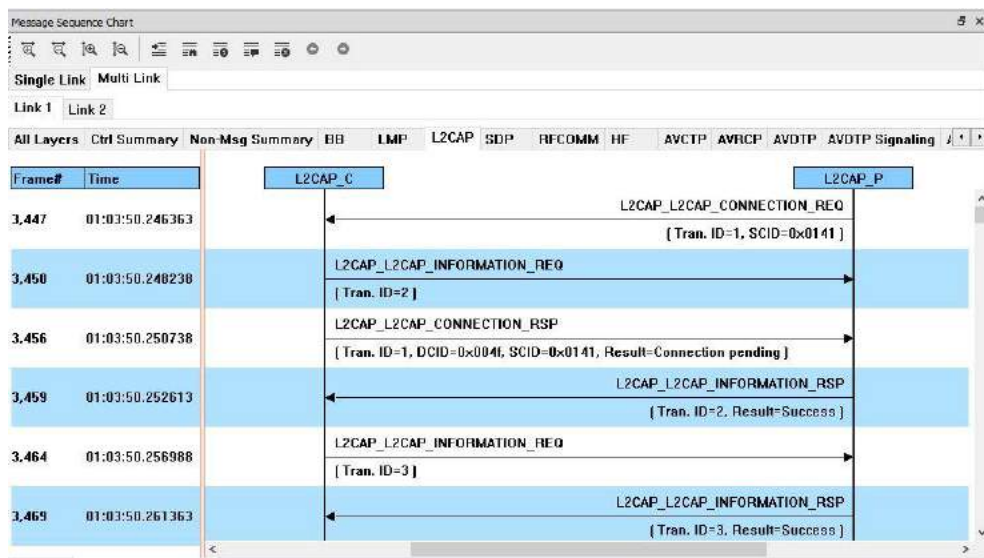 Message Sequence Chart
Single Link Multi Link
Link 1 Link 2
All Layers Ctrl Summary Non-Msg Summary BB LMP L2CAP SDP RFCOMM HF AVCTP AVRCP AVDTP AVDTP Signaling
Frame# Time L2CAP_C L2CAP_P
L2CAP_L2CAP_CONNECTION_REQ
3,447 01:03:50.246363
( Tran. ID=1, SCID=0x0141 )
L2CAP_L2CAP_INFORMATION_REQ
3,450 01:03:50.248238
( Tran. ID=2 )
L2CAP_L2CAP_CONNECTION_RSP
3,456 01:03:50.250738
( Tran. ID=1, DCID=0x004f, SCID=0x0141, Result=Connection pending )
L2CAP_L2CAP_INFORMATION_RSP
3,459 01:03:50.252613
( Tran. ID=2, Result=Success )
L2CAP_L2CAP_INFORMATION_REQ
3,464 01:03:50.256988
( Tran. ID=3 )
L2CAP_L2CAP_INFORMATION_RSP
3,469 01:03:50.261363
( Tran. ID=3, Result=Success )